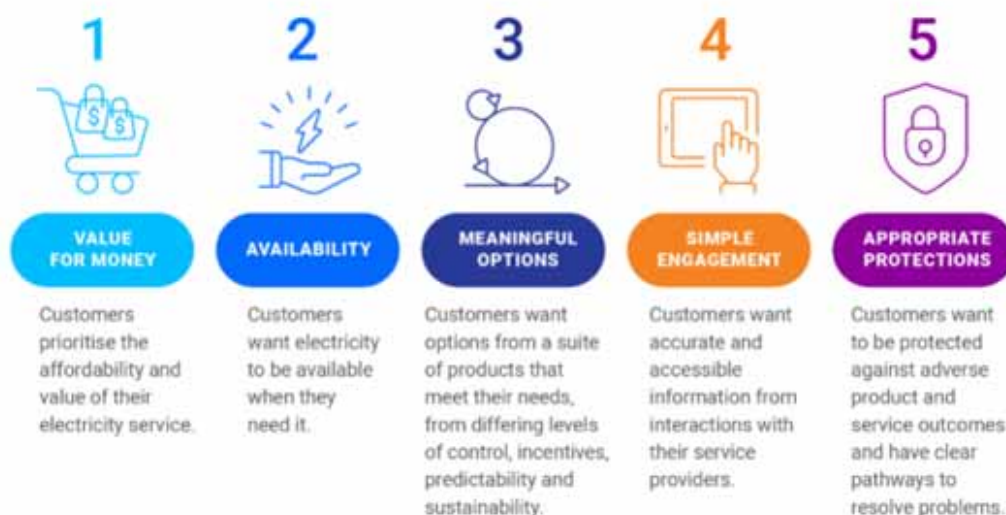 1
2
3
4
5
$
$
VALUE
FOR MONEY
AVAILABILITY
MEANINGFUL
OPTIONS
SIMPLE
ENGAGEMENT
APPROPRIATE
PROTECTIONS
Customers
prioritise the
affordability and
value of their
electricity service.
Customers
want electricity
to be available
when they
need it.
Customers want
options from a suite
of products that
meet their needs,
from differing levels
of control, incentives,
predictability and
sustainability.
Customers want
accurate and
accessible
information from
interactions with
their service
providers.
Customers want
to be protected
against adverse
product and
service outcomes
and have clear
pathways to
resolve problems.